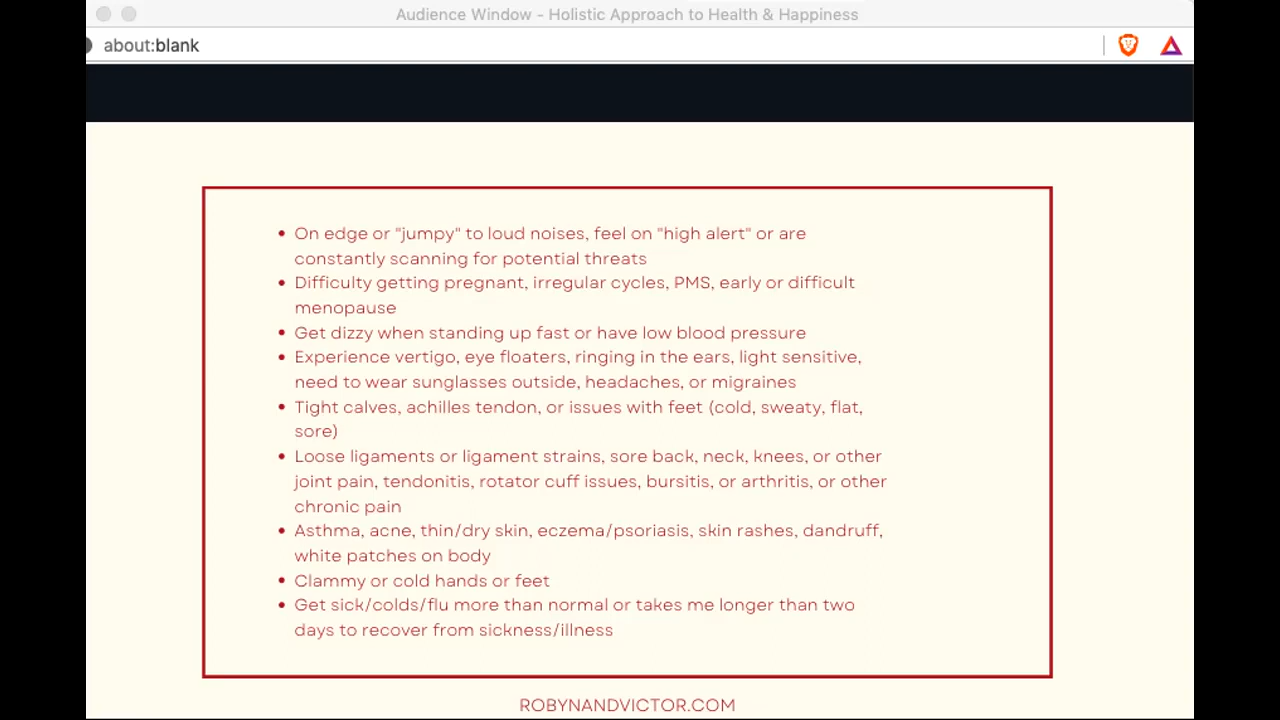 Audience Window – Holistic Approach to Health & Happiness
about:blank
• On edge or "jumpy" to loud noises, feel on "high alert" or are
constantly scanning for potential threats
• Difficulty getting pregnant, irregular cycles, PMS, early or difficult
menopause
• Get dizzy when standing up fast or have low blood pressure
• Experience vertigo, eye floaters, ringing in the ears, light sensitive,
need to wear sunglasses outside, headaches, or migraines
• Tight calves, achilles tendon, or issues with feet (cold, sweaty, flat,
sore)
• Loose ligaments or ligament strains, sore back, neck, knees, or other
joint pain, tendonitis, rotator cuff issues, bursitis, or arthritis, or other
chronic pain
• Asthma, acne, thin/dry skin, eczema/psoriasis, skin rashes, dandruff,
white patches on body
• Clammy or cold hands or feet
• Get sick/colds/flu more than normal or takes me longer than two
days to recover from sickness/illness
ROBYNANDVICTOR.COM